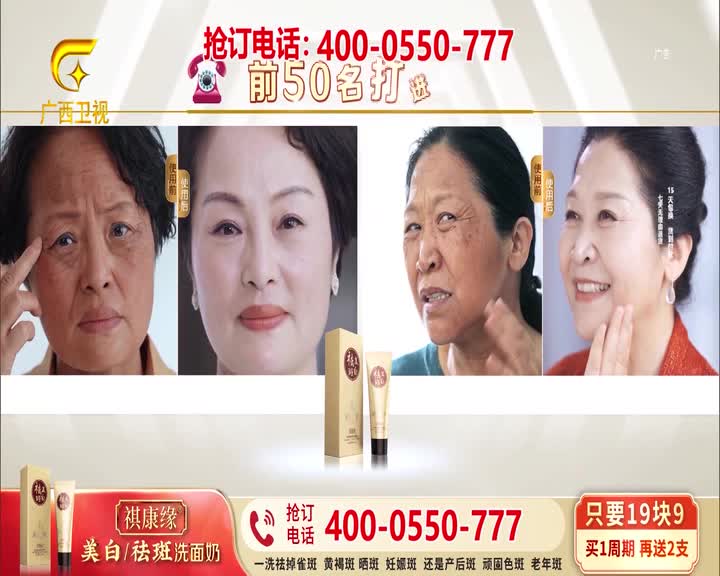 抢订电话：400-0550-777
广告
前50名打进
广西卫视
使用前
使用后
使用前
使用后
祺康缘
美白/祛斑洗面奶
抢订电话
400-0550-777
一洗祛掉雀斑 黄褐斑 晒斑 妊娠斑 还是产后斑 顽固色斑 老年斑
只要19块9
买1周期 再送2支